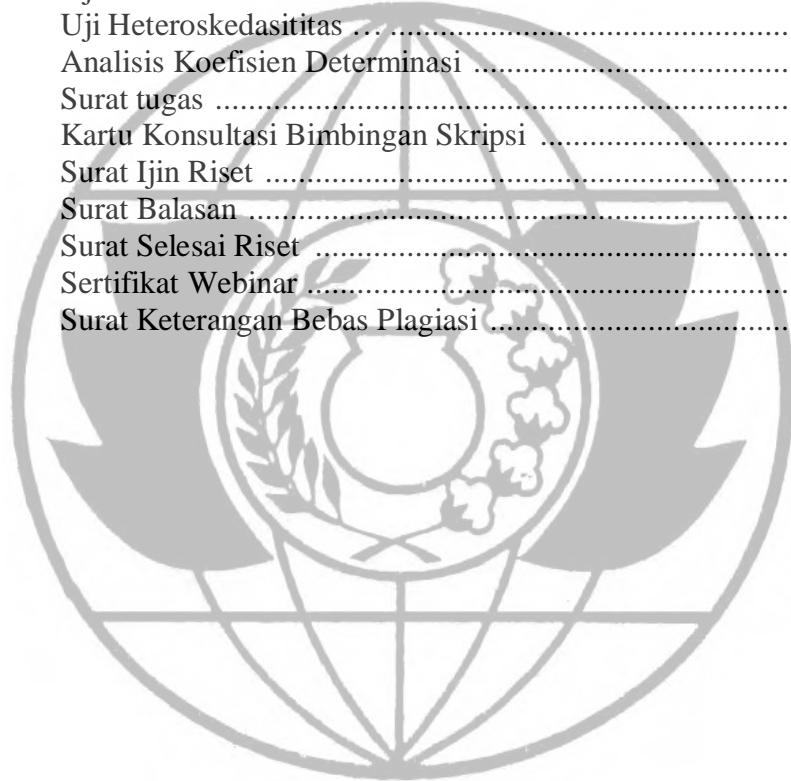 Uji Heteroskedasititas … ................................................
Analisis Koefisien Determinasi ......................................
Surat tugas .....................................................................
Kartu Konsultasi Bimbingan Skripsi ..............................
Surat Ijin Riset ...............................................................
Surat Balasan .................................................................
Surat Selesai Riset .........................................................
Sertifikat Webinar ..........................................................
Surat Keterangan Bebas Plagiasi ....................................